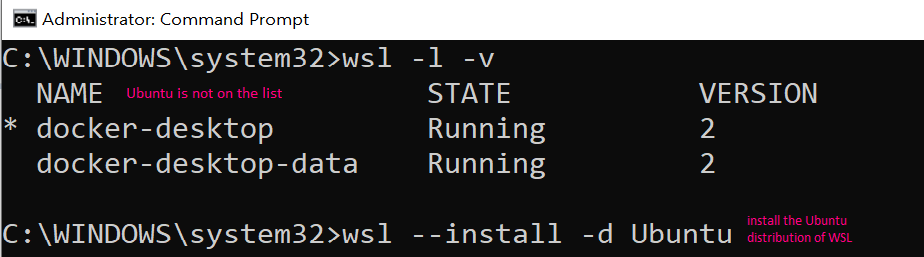 Administrator: Command Prompt
C:\WINDOWS\system32>wsl -l -v
NAME Ubuntu is not on the list STATE VERSION
* docker-desktop Running 2
docker-desktop-data Running 2
C:\WINDOWS\system32>wsl --install -d Ubuntu
install the Ubuntu
distribution of WSL